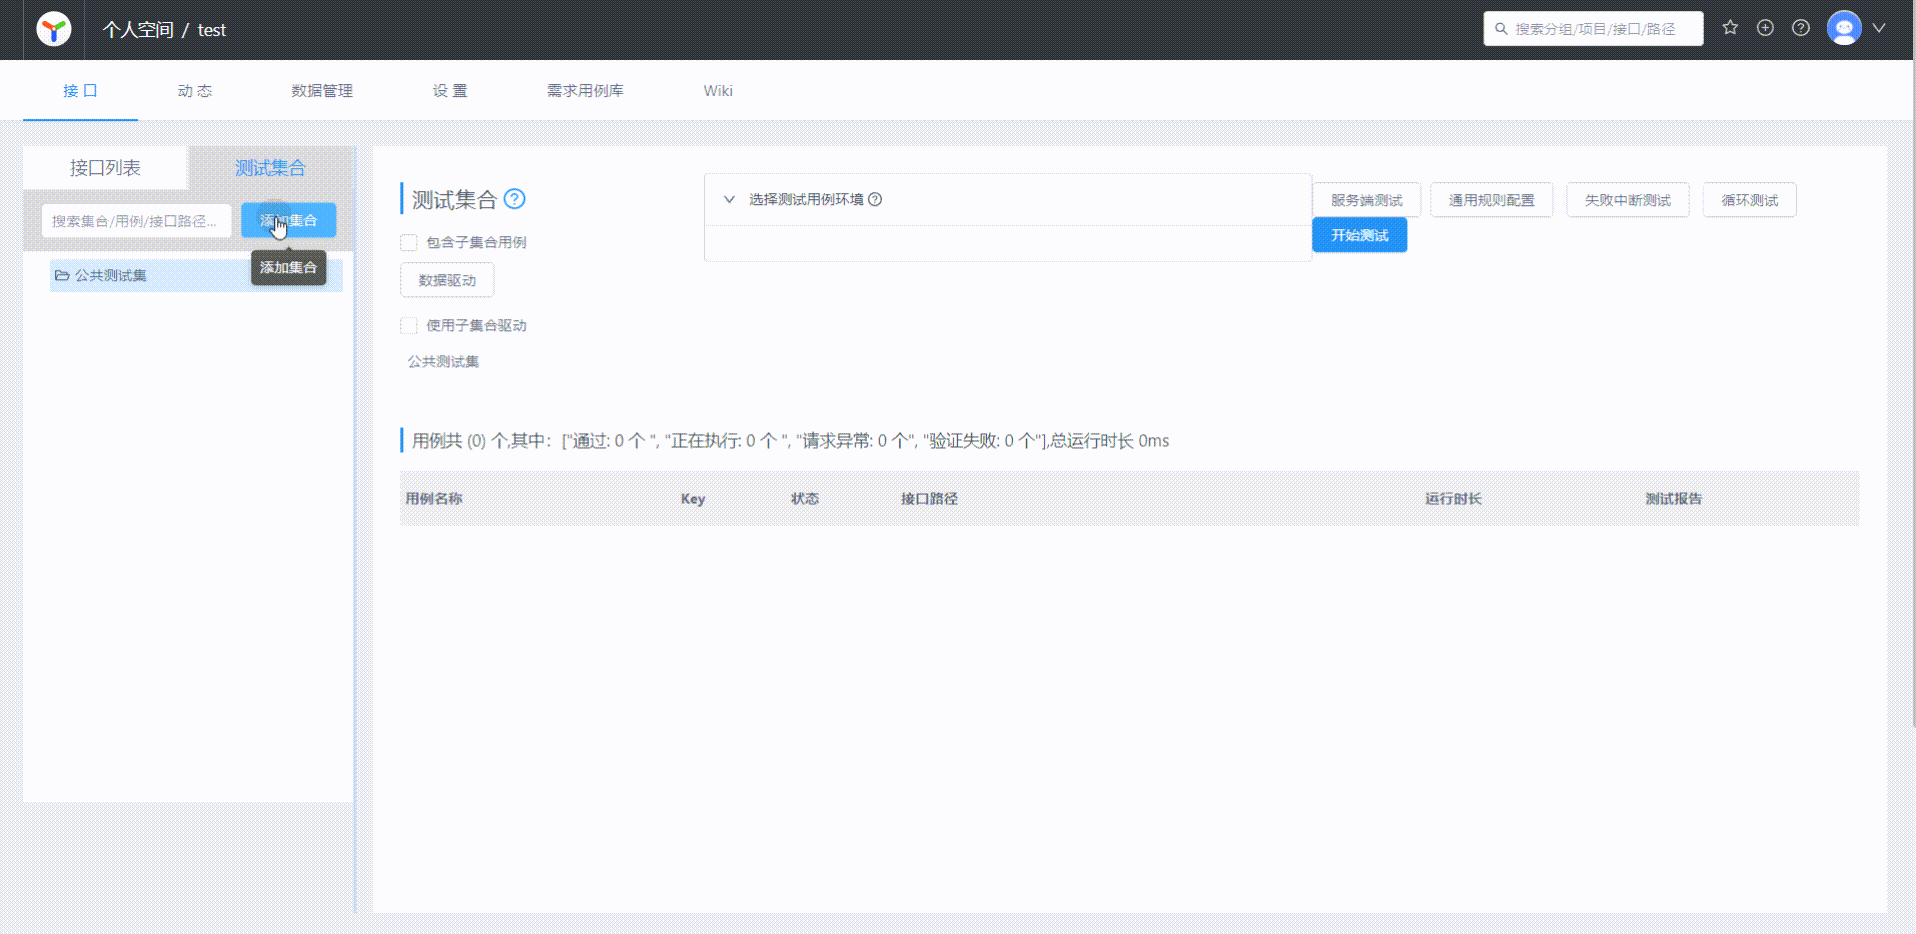 个人空间 / test
搜索分组/项目/接口/路径
接 口 动 态 数据管理 设 置 需求用例库 Wiki
接口列表 测试集合
搜索集合/用例/接口路径... 添加集合
添加集合
公共测试集
测试集合
包含子集合用例
数据驱动
使用子集合驱动
公共测试集
选择测试用例环境
服务端测试 通用规则配置 失败中断测试 循环测试
开始测试
用例共 (0) 个,其中：["通过: 0 个 ", "正在执行: 0 个 ", "请求异常: 0 个", "验证失败: 0 个"],总运行时长 0ms
用例名称 Key 状态 接口路径 运行时长 测试报告